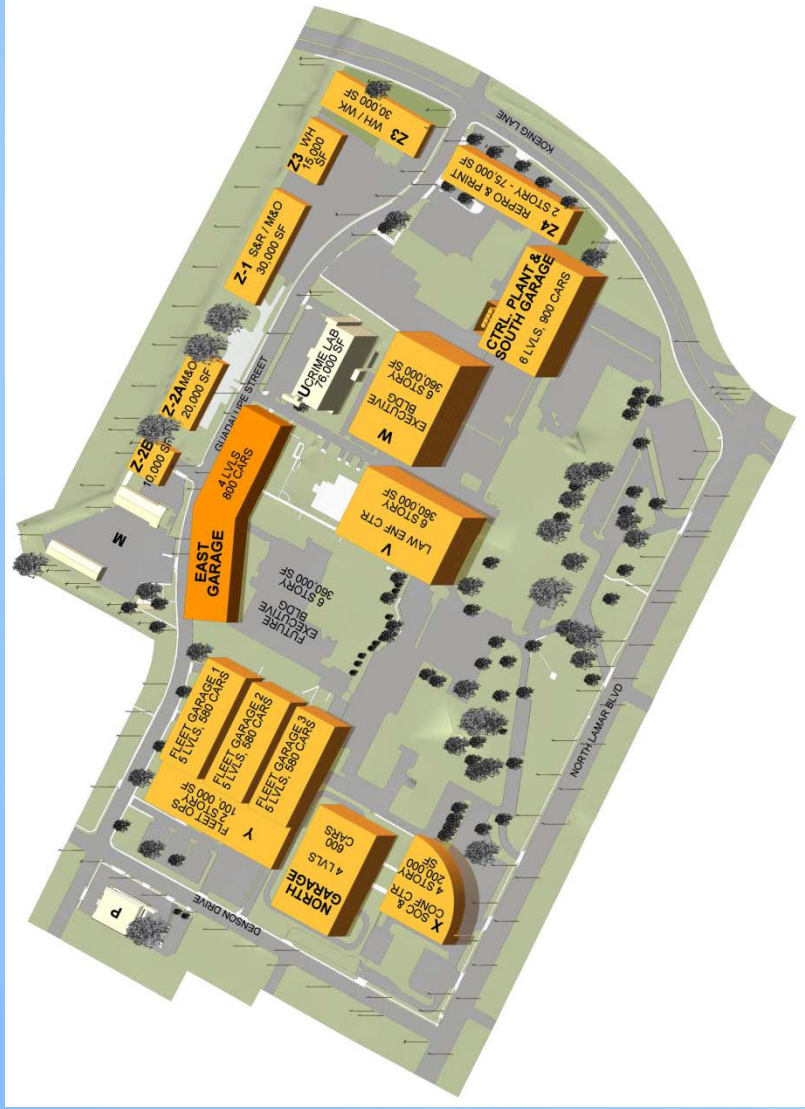 KOENIG LANE
Z3 WH / WK
30,000 SF
Z3 WH
15,000
SF
Z4 REPRO & PRINT
2 STORY - 75,000 SF
Z-1 S&R / M&O
30,000 SF
CTRL. PLANT &
SOUTH GARAGE
6 LVLS, 900 CARS
U CRIME LAB
76,000 SF
W EXECUTIVE
BLDG
6 STORY
360,000 SF
Z-2A M&O
20,000 SF
Z-2B
10,000 SF
GUADALUPE STREET
4 LVLS
800 CARS
EAST
GARAGE
V LAW ENF CTR
6 STORY
360,000 SF
M
FUTURE
EXECUTIVE
BLDG
6 STORY
360,000 SF
FLEET GARAGE 1
5 LVLS, 580 CARS
FLEET GARAGE 2
5 LVLS, 580 CARS
FLEET GARAGE 3
5 LVLS, 580 CARS
Y FLEET OPS
2 STORY
100, 000 SF
NORTH
GARAGE
4 LVLS
600
CARS
X SOC &
CONF CTR
4 STORY
200,000
SF
NORTH LAMAR BLVD
DENSON DRIVE
P